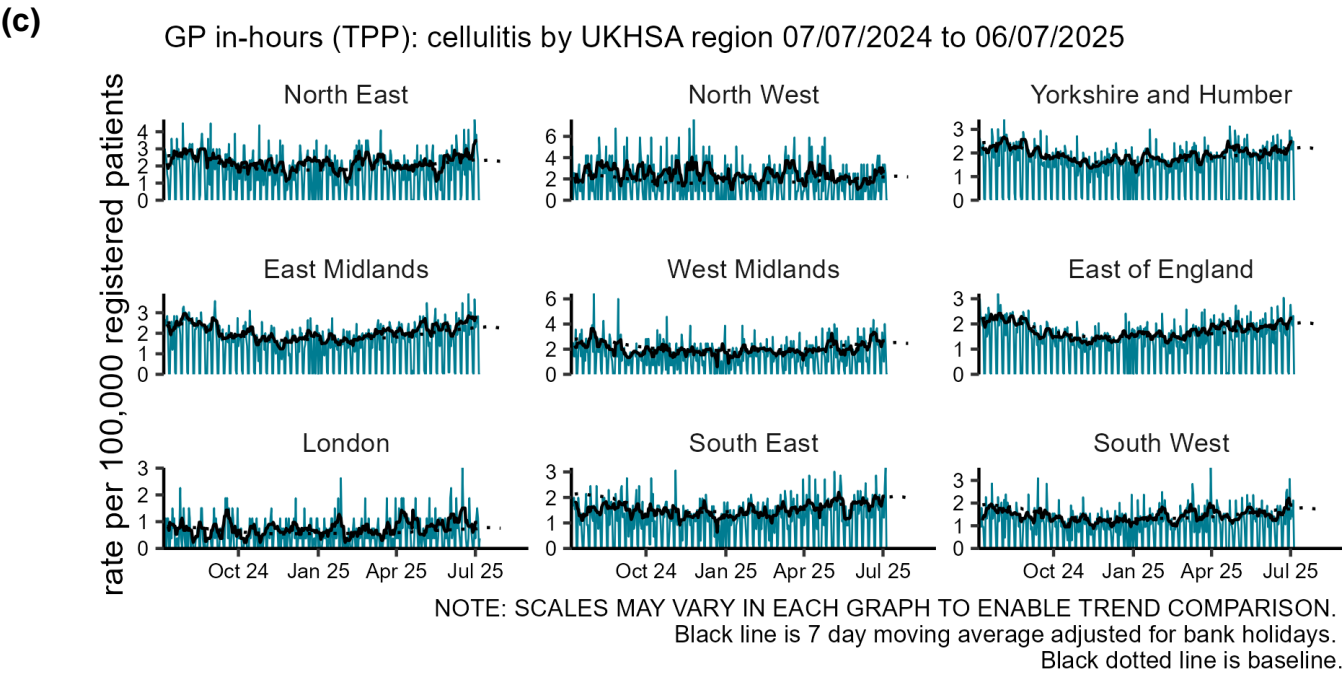 (c)
GP in-hours (TPP): cellulitis by UKHSA region 07/07/2024 to 06/07/2025
rate per 100,000 registered patients
North East
4
3
2
1
0
North West
6
4
2
0
Yorkshire and Humber
3
2
1
0
East Midlands
3
2
1
0
West Midlands
6
4
2
0
East of England
3
2
1
0
London
3
2
1
0
Oct 24 Jan 25 Apr 25 Jul 25
South East
3
2
1
0
Oct 24 Jan 25 Apr 25 Jul 25
South West
3
2
1
0
Oct 24 Jan 25 Apr 25 Jul 25
NOTE: SCALES MAY VARY IN EACH GRAPH TO ENABLE TREND COMPARISON.
Black line is 7 day moving average adjusted for bank holidays.
Black dotted line is baseline.